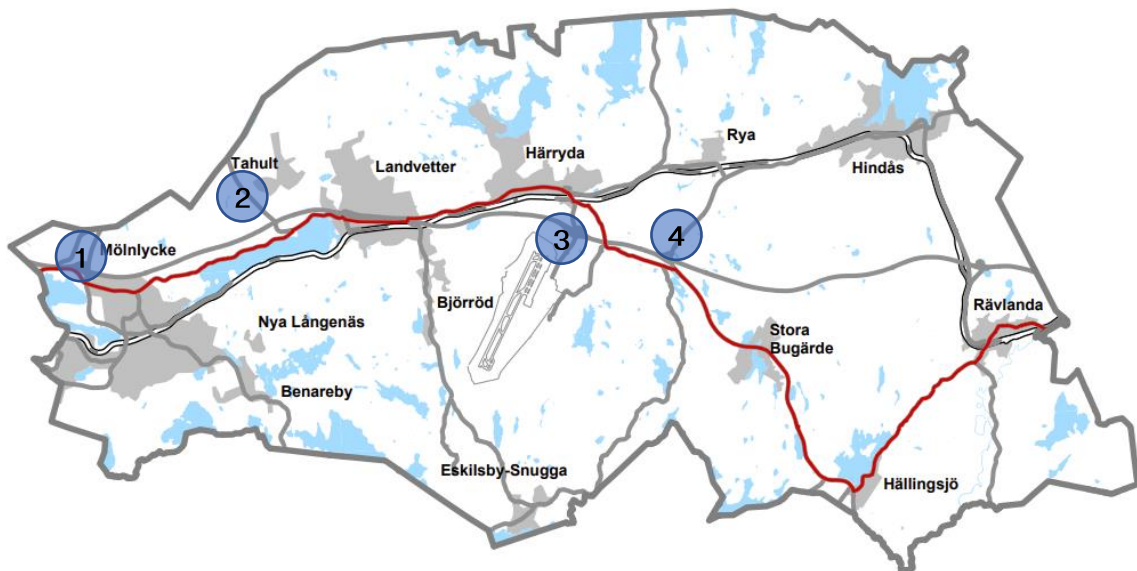 Rya
Härryda
Tahult
Landvetter
Hindås
2
1
Mölnlycke
3
4
Björröd
Rävlanda
Nya Långenäs
Stora
Bugärde
Benareby
Eskilsby-Snugga
Hällingsjö